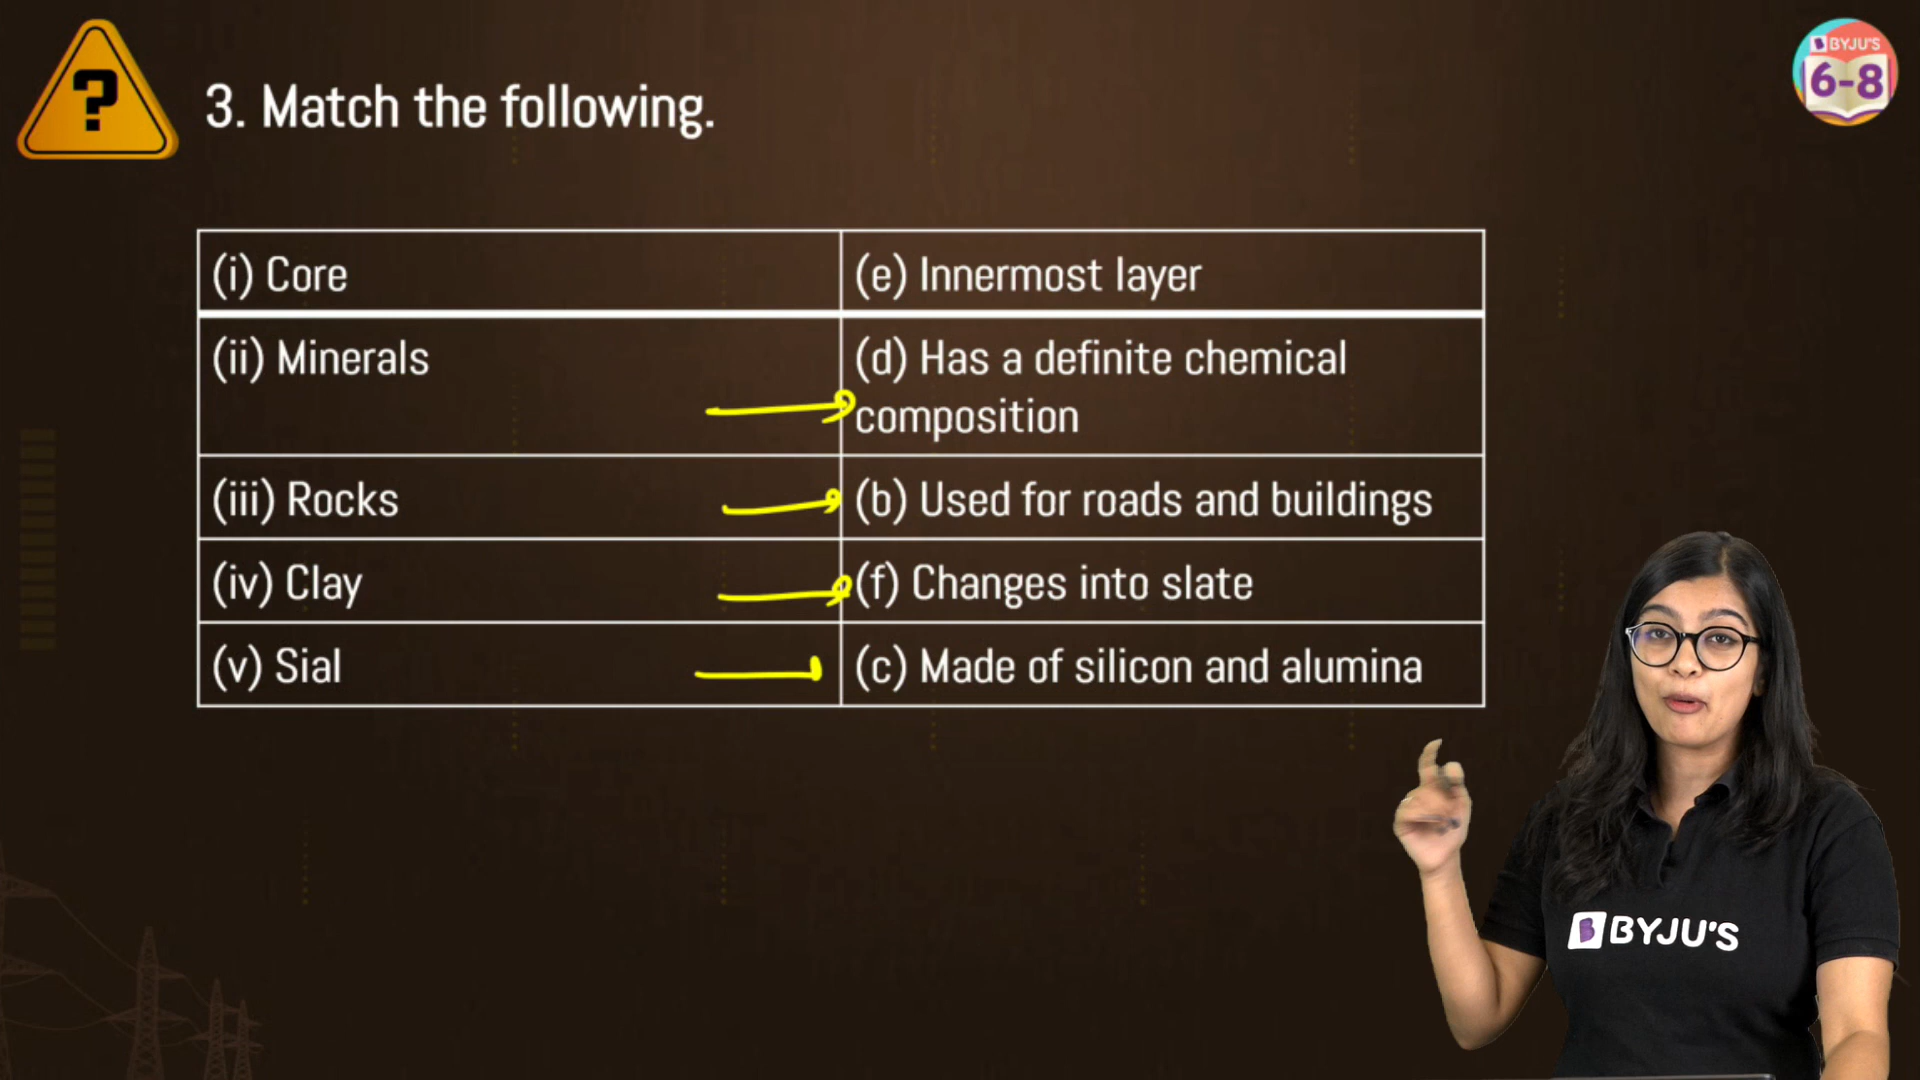 ?
3. Match the following.
BYJU'S
6-8
(i) Core
(e) Innermost layer
(ii) Minerals
(d) Has a definite chemical
composition
(iii) Rocks
(b) Used for roads and buildings
(iv) Clay
(f) Changes into slate
(v) Sial
(c) Made of silicon and alumina
B BYJU'S